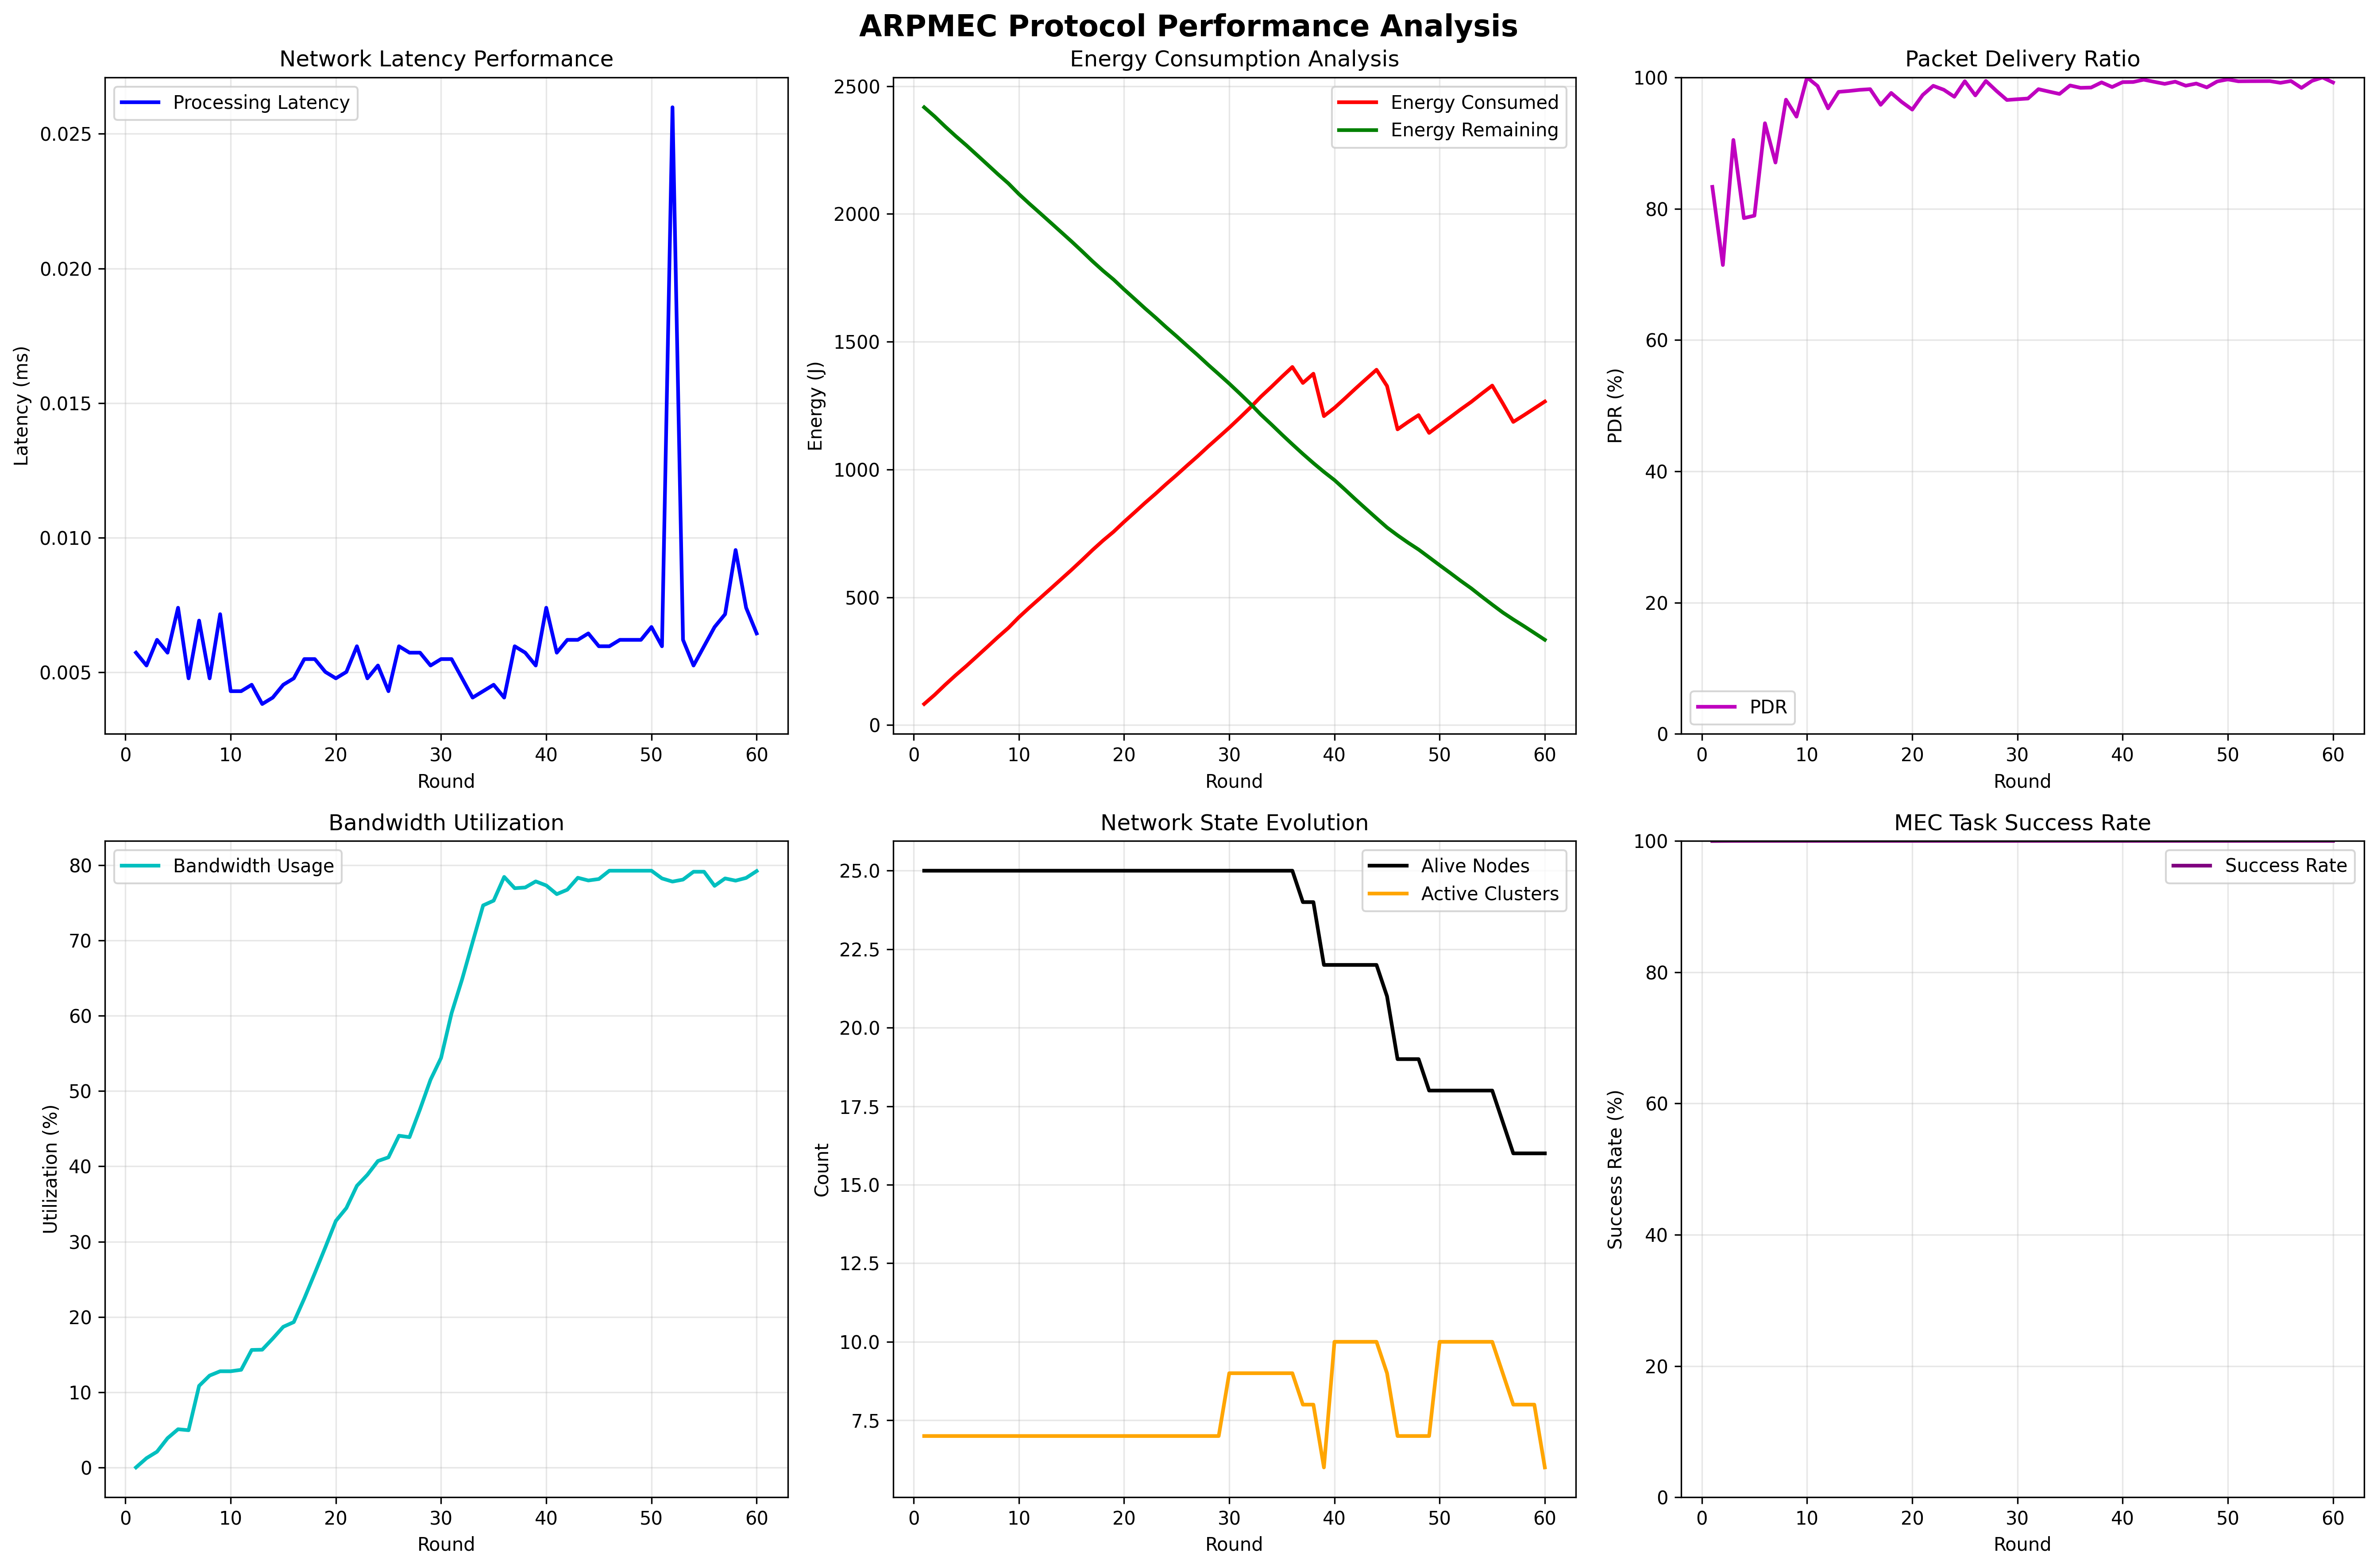 ARPMEC Protocol Performance Analysis
Network Latency Performance
Processing Latency
Latency (ms)
0.025
0.020
0.015
0.010
0.005
0 10 20 30 40 50 60
Round
Energy Consumption Analysis
Energy Consumed
Energy Remaining
Energy (J)
2500
2000
1500
1000
500
0
0 10 20 30 40 50 60
Round
Packet Delivery Ratio
PDR (%)
100
80
60
40
20
0
PDR
0 10 20 30 40 50 60
Round
Bandwidth Utilization
Bandwidth Usage
Utilization (%)
80
70
60
50
40
30
20
10
0
0 10 20 30 40 50 60
Round
Network State Evolution
Alive Nodes
Active Clusters
Count
25.0
22.5
20.0
17.5
15.0
12.5
10.0
7.5
0 10 20 30 40 50 60
Round
MEC Task Success Rate
Success Rate
Success Rate (%)
100
80
60
40
20
0
0 10 20 30 40 50 60
Round